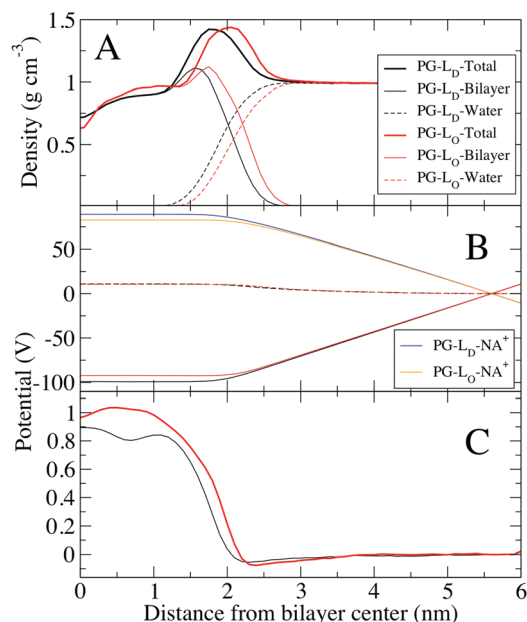 A
Density (g cm⁻³)
1.5
1
0.5
PG-L_D-Total
PG-L_D-Bilayer
PG-L_D-Water
PG-L_O-Total
PG-L_O-Bilayer
PG-L_O-Water
B
50
0
-50
-100
PG-L_D-NA⁺
PG-L_O-NA⁺
Potential (V)
C
1
0.8
0.6
0.4
0.2
0
0 1 2 3 4 5 6
Distance from bilayer center (nm)